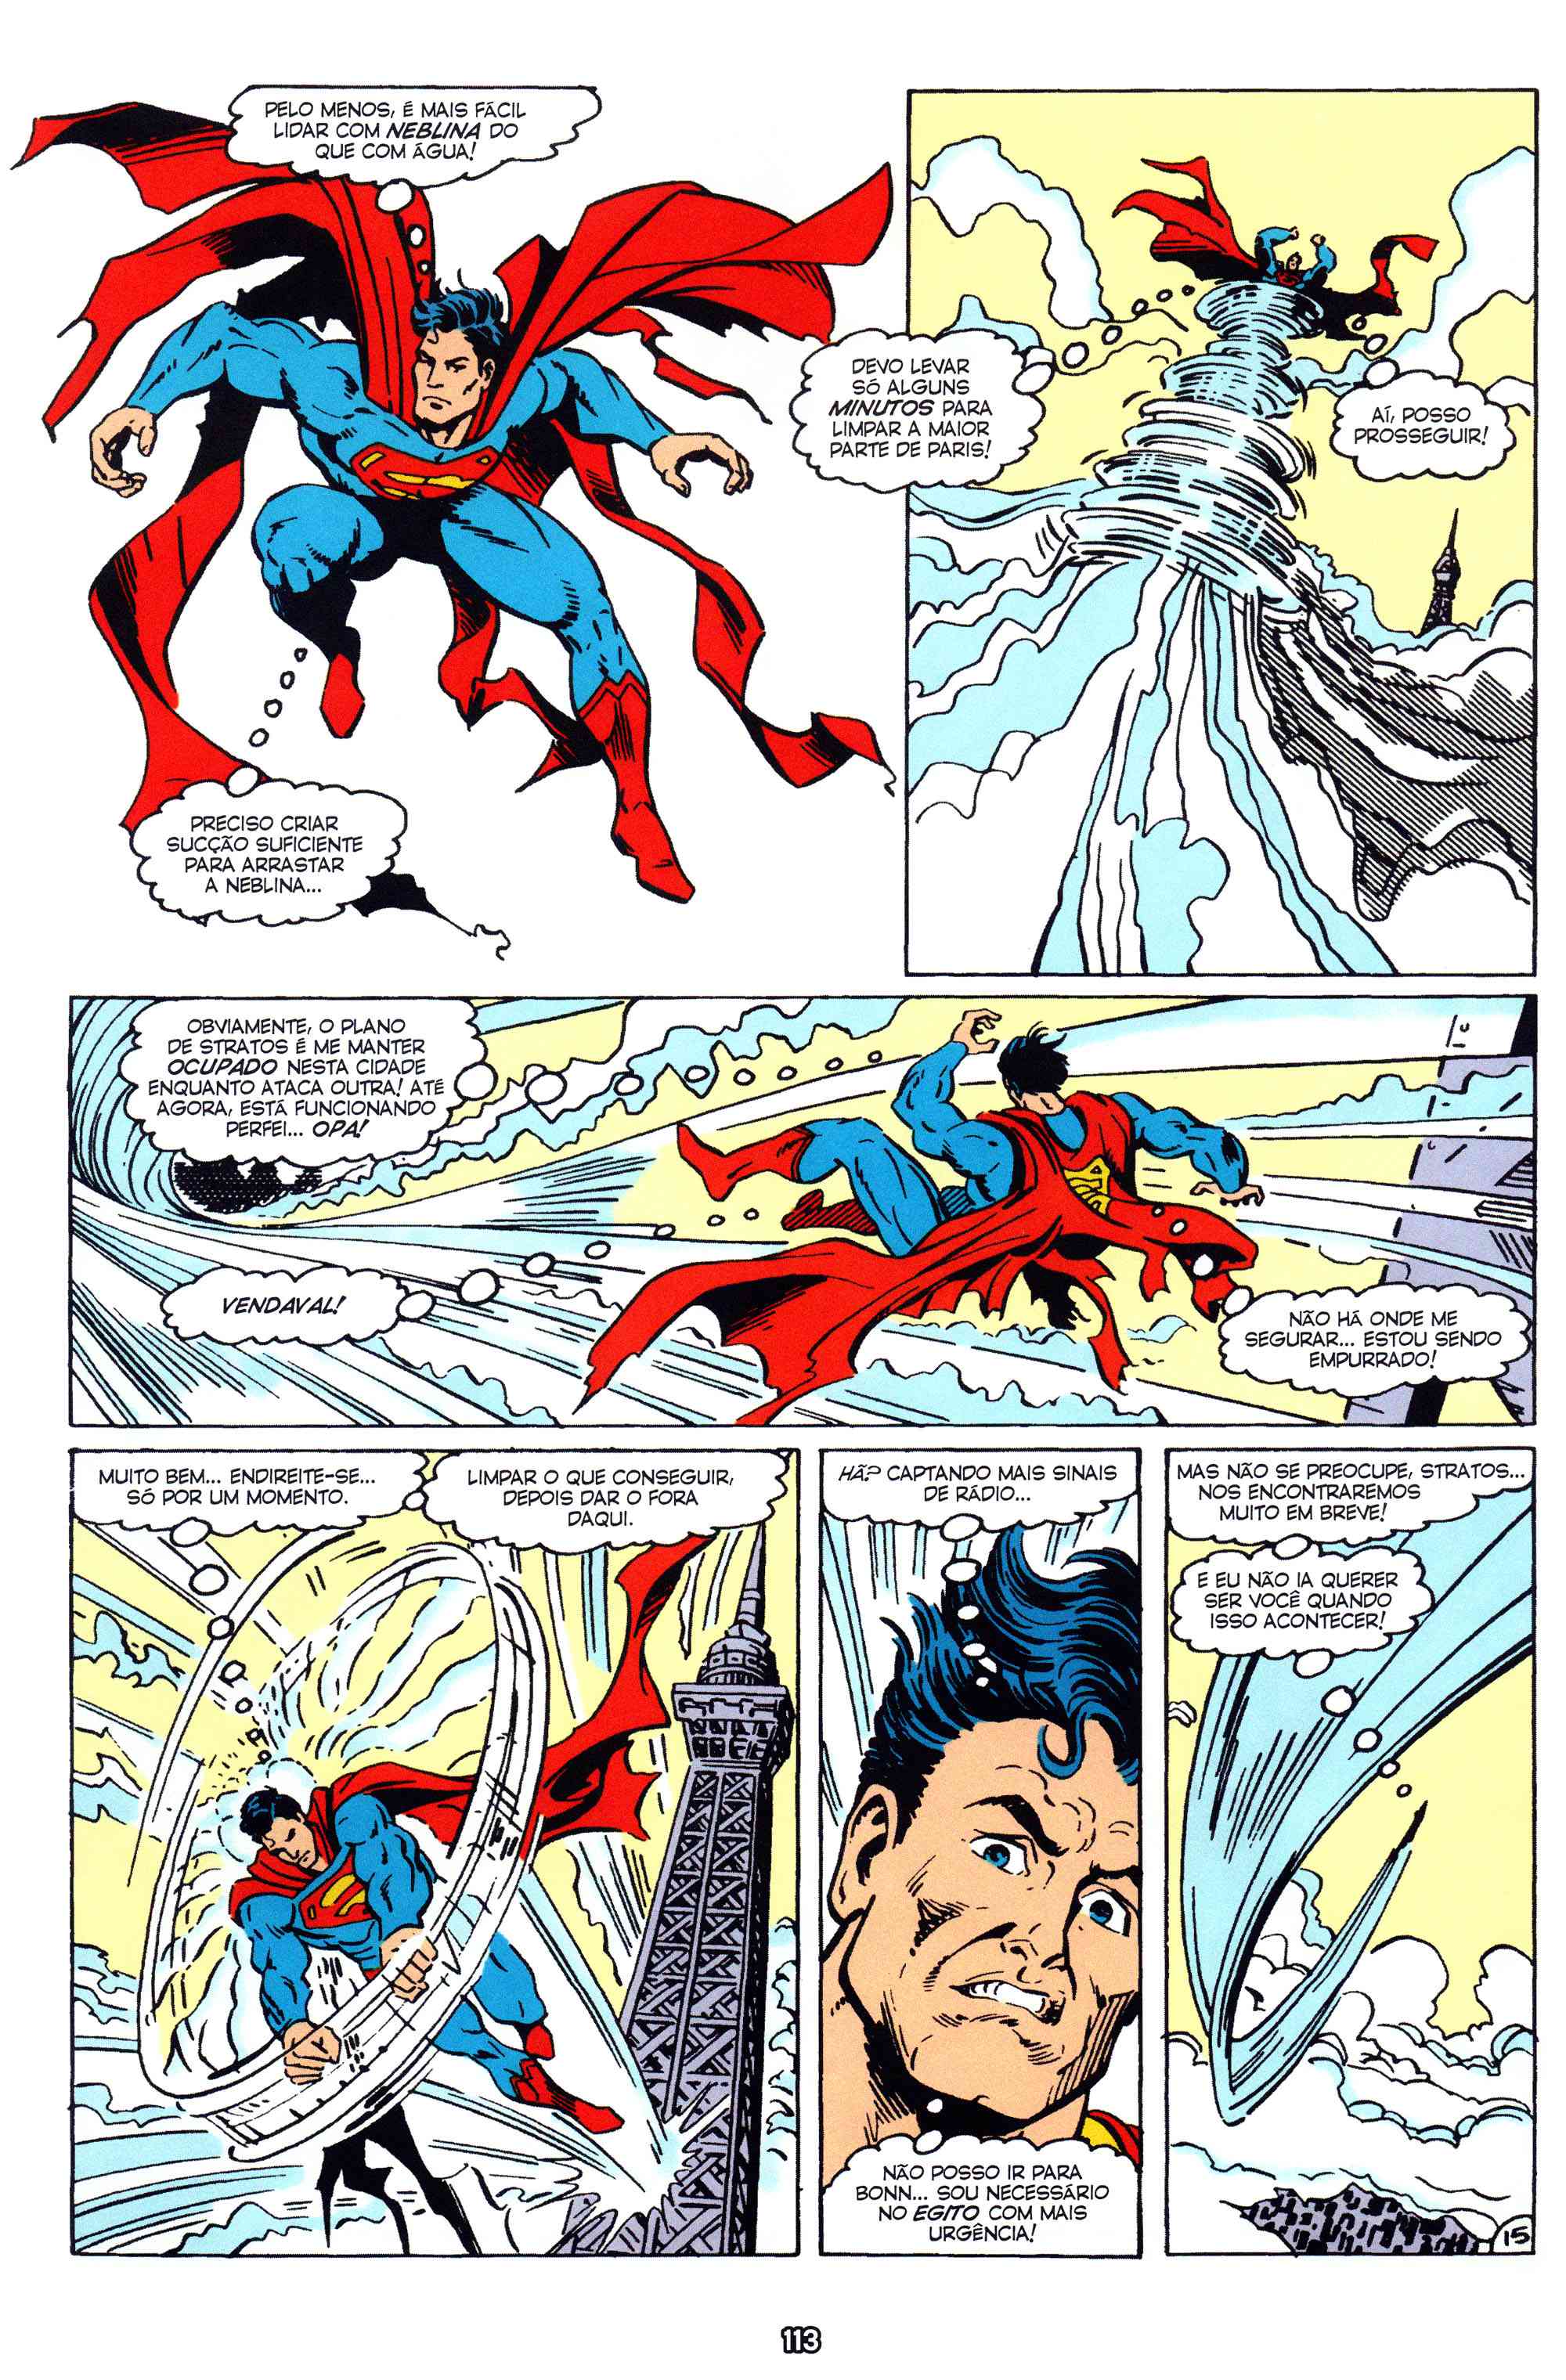 PELO MENOS, É MAIS FÁCIL
LIDAR COM NEBLINA DO
QUE COM ÁGUA!
PRECISO CRIAR
SUCÇÃO SUFICIENTE
PARA ARRASTAR
A NEBLINA...
DEVO LEVAR
SÓ ALGUNS
MINUTOS PARA
LIMPAR A MAIOR
PARTE DE PARIS!
AÍ, POSSO
PROSSEGUIR!
OBVIAMENTE, O PLANO
DE STRATOS É ME MANTER
OCUPADO NESTA CIDADE
ENQUANTO ATACA OUTRA! ATÉ
AGORA, ESTÁ FUNCIONANDO
PERFEI... OPA!
VENDAVAL!
NÃO HÁ ONDE ME
SEGURAR... ESTOU SENDO
EMPURRADO!
MUITO BEM... ENDIREITE-SE...
SÓ POR UM MOMENTO.
LIMPAR O QUE CONSEGUIR,
DEPOIS DAR O FORA
DAQUI.
HÃ? CAPTANDO MAIS SINAIS
DE RÁDIO...
NÃO POSSO IR PARA
BONN... SOU NECESSÁRIO
NO EGITO COM MAIS
URGÊNCIA!
MAS NÃO SE PREOCUPE, STRATOS...
NOS ENCONTRAREMOS
MUITO EM BREVE!
E EU NÃO IA QUERER
SER VOCÊ QUANDO
ISSO ACONTECER!
15
113